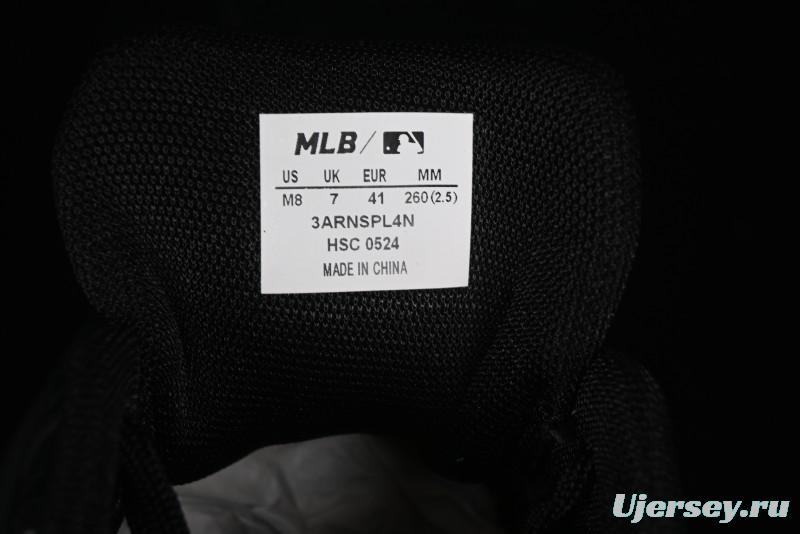 MLB /
US UK EUR MM
M8 7 41 260(2.5)
3ARNSPL4N
HSC 0524
MADE IN CHINA
Ujersey.ru